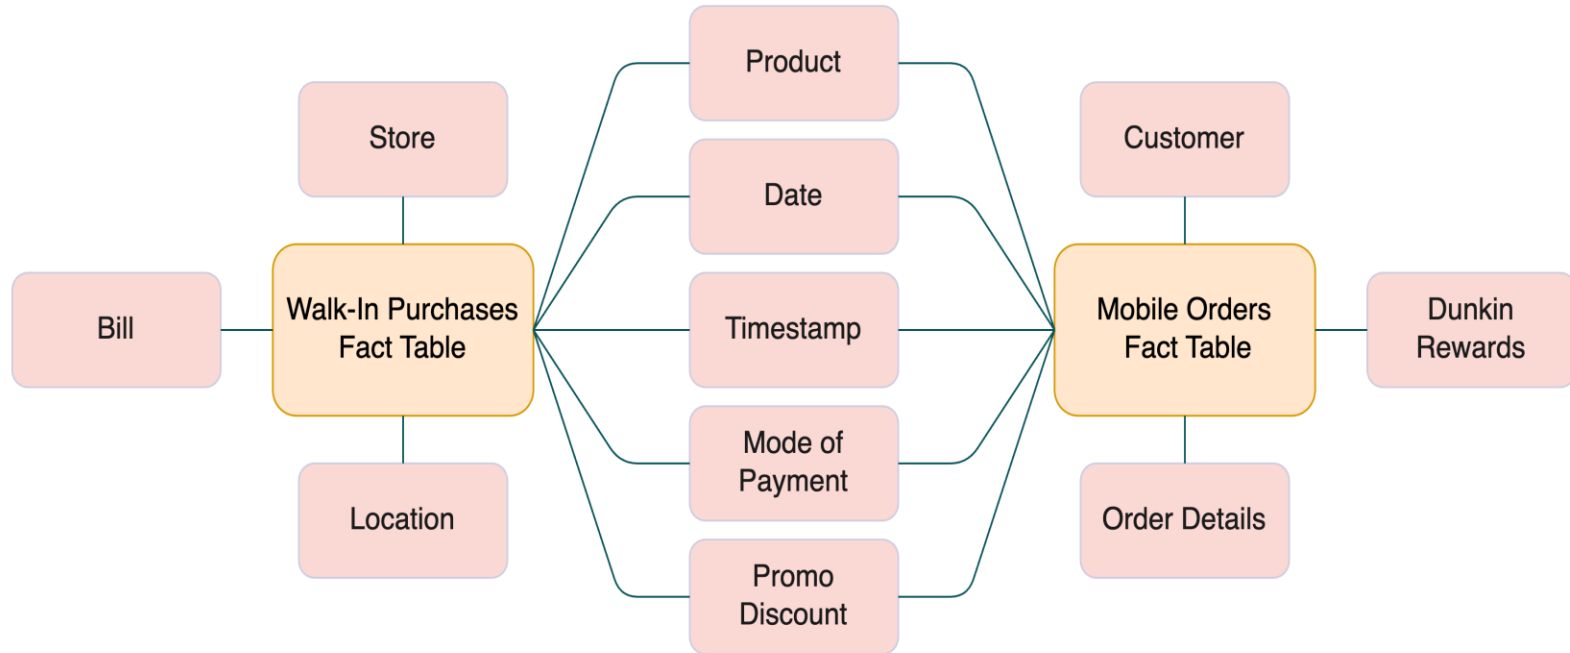 Product
Store
Customer
Date
Bill
Walk-In Purchases
Fact Table
Timestamp
Mobile Orders
Fact Table
Dunkin
Rewards
Mode of
Payment
Location
Order Details
Promo
Discount